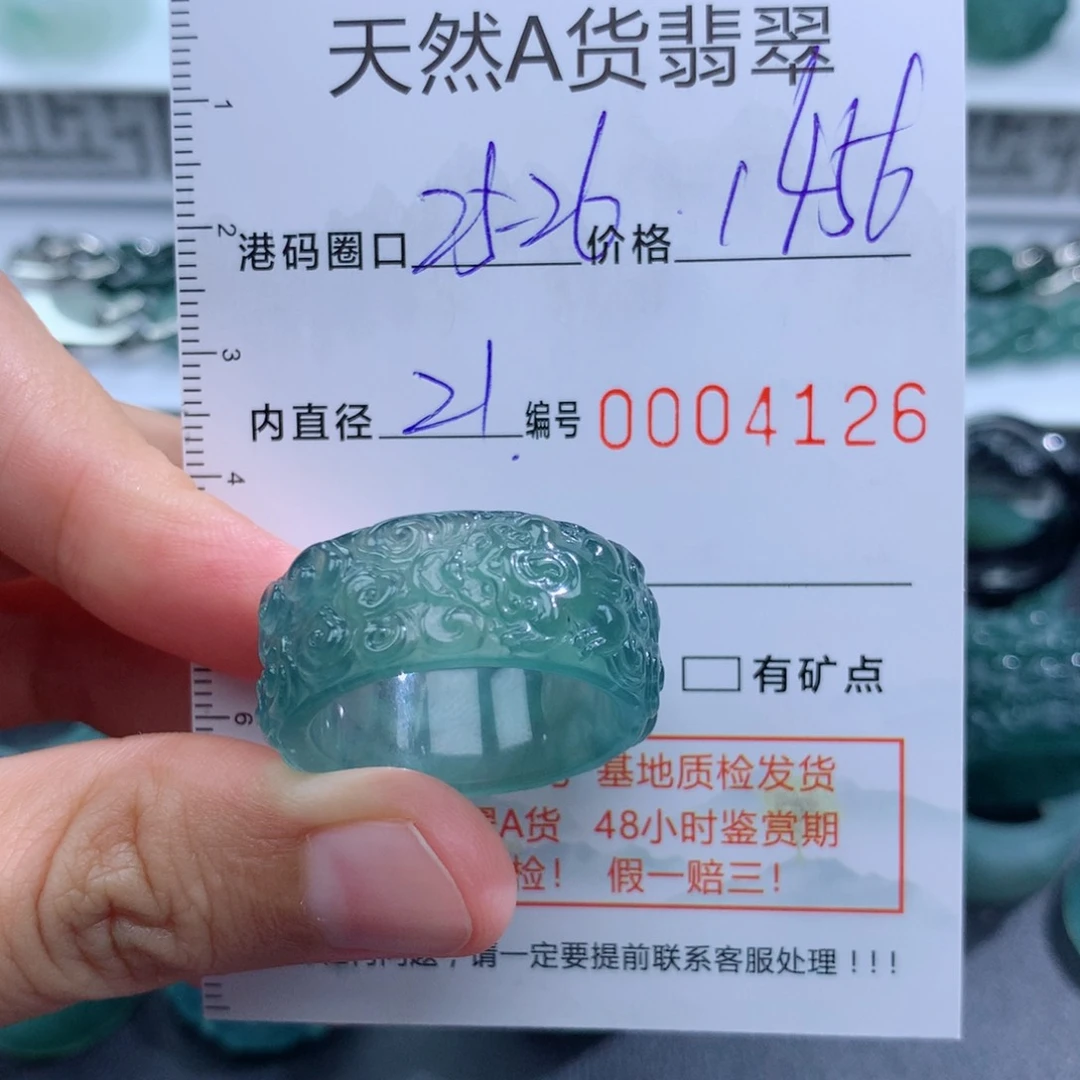 天然A货翡翠
港码圈口 25-26 价格 1456
内直径 21 编号 0004126
有矿点
基地质检发货
A货 48小时鉴赏期
检！ 假一赔三！
请一定要提前联系客服处理！！！
1
2
3
4
6